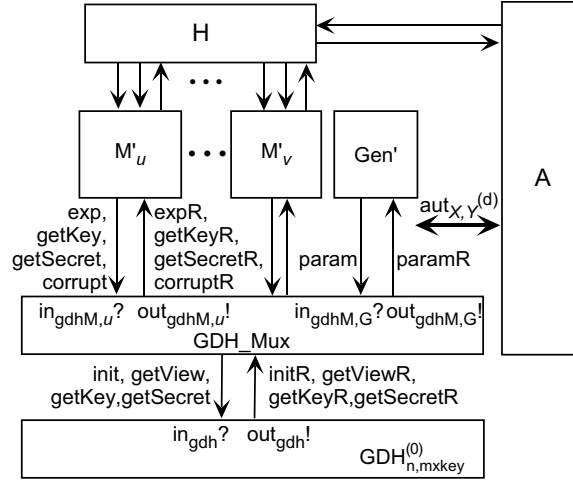 H
A
• • •
M'u • • • M'v Gen'
autX,Y(d)
exp,
getKey,
getSecret,
corrupt
expR,
getKeyR,
getSecretR,
corruptR
param paramR
ingdhM,u? outgdhM,u! ingdhM,G? outgdhM,G!
GDH_Mux
init, getView,
getKey,getSecret
initR, getViewR,
getKeyR,getSecretR
ingdh? outgdh!
GDH(0)n,mxkey